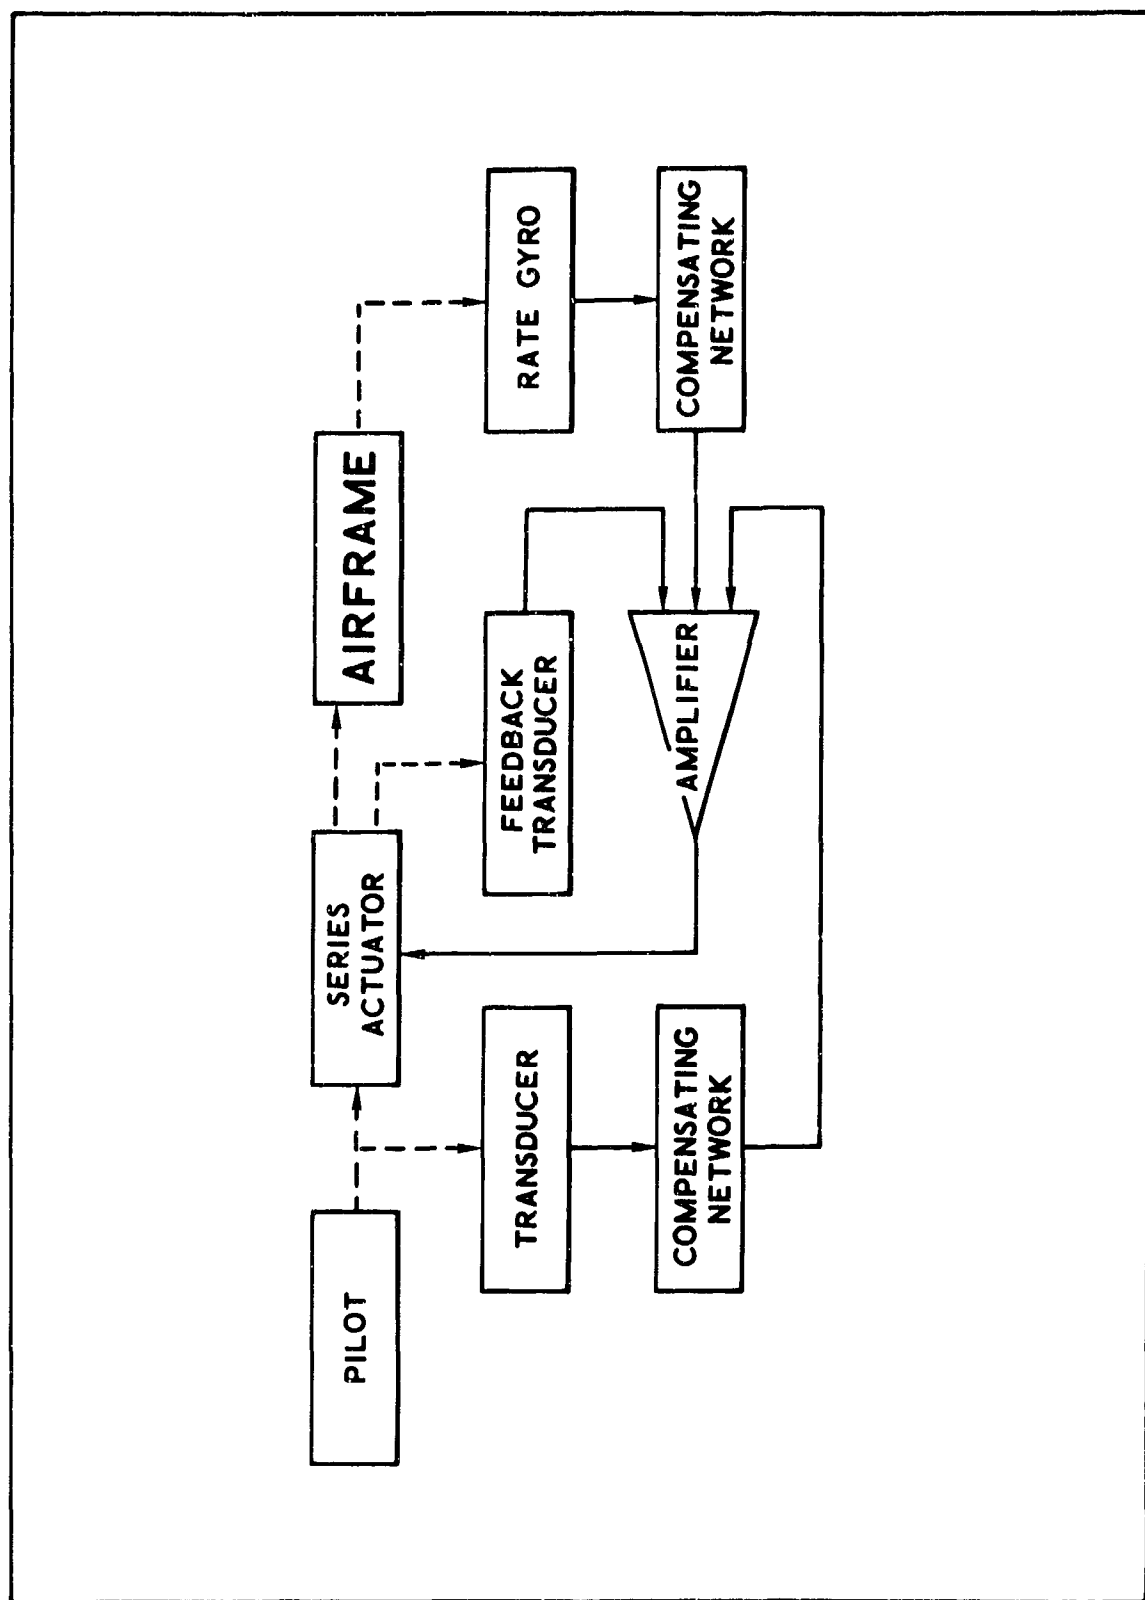 PILOT
SERIES
ACTUATOR
AIRFRAME
TRANSDUCER
FEEDBACK
TRANSDUCER
RATE GYRO
COMPENSATING
NETWORK
AMPLIFIER
COMPENSATING
NETWORK